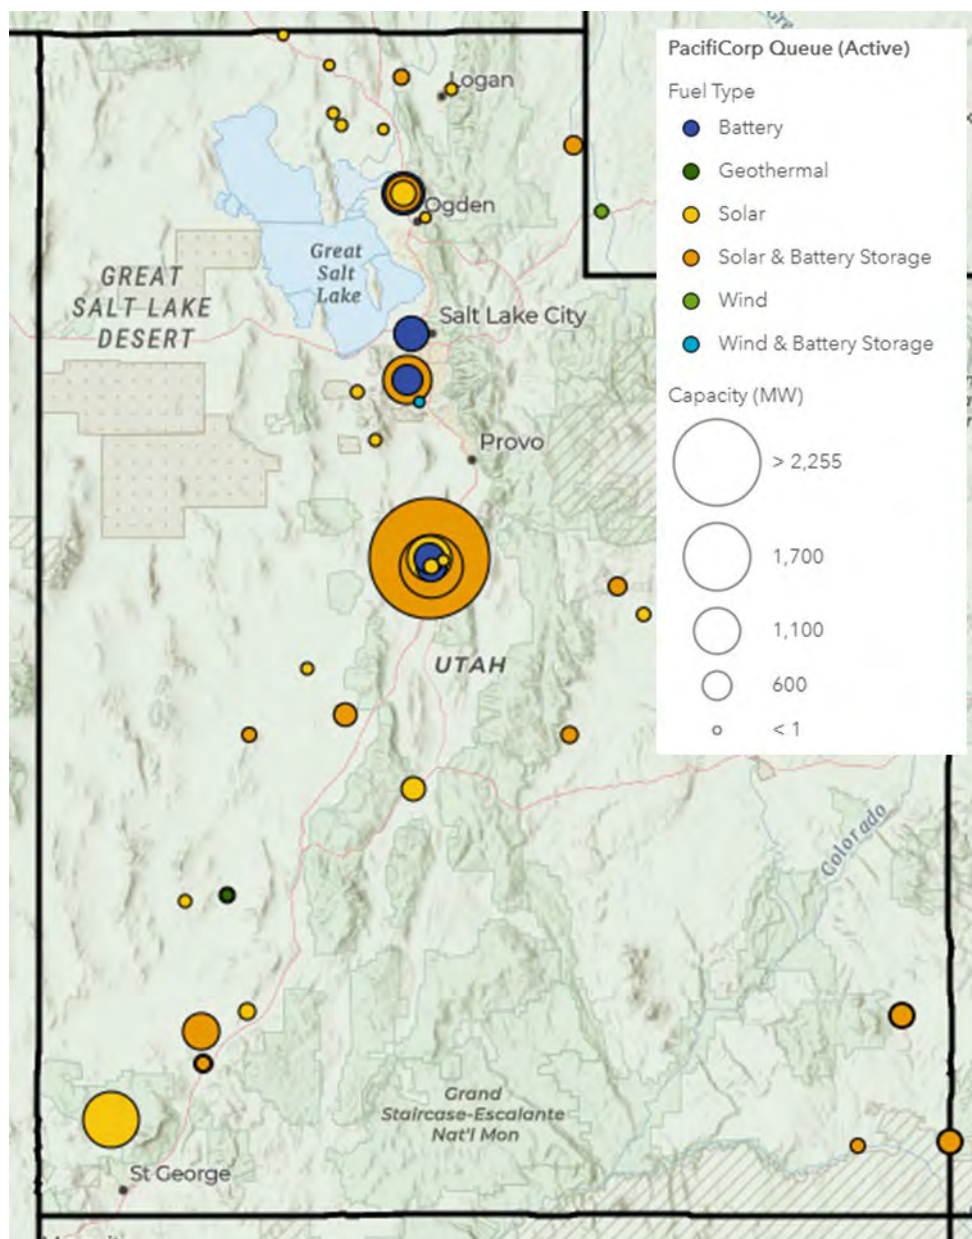 Gre
PacifiCorp Queue (Active)
Fuel Type
Battery
Geothermal
Solar
Solar & Battery Storage
Wind
Wind & Battery Storage
Capacity (MW)
> 2,255
1,700
1,100
600
< 1
Logan
Ogden
Great
Salt
Lake
GREAT
SALT LAKE
DESERT
Salt Lake City
Provo
UTAH
Colorado
Grand
Staircase-Escalante
Nat'l Mon
St George